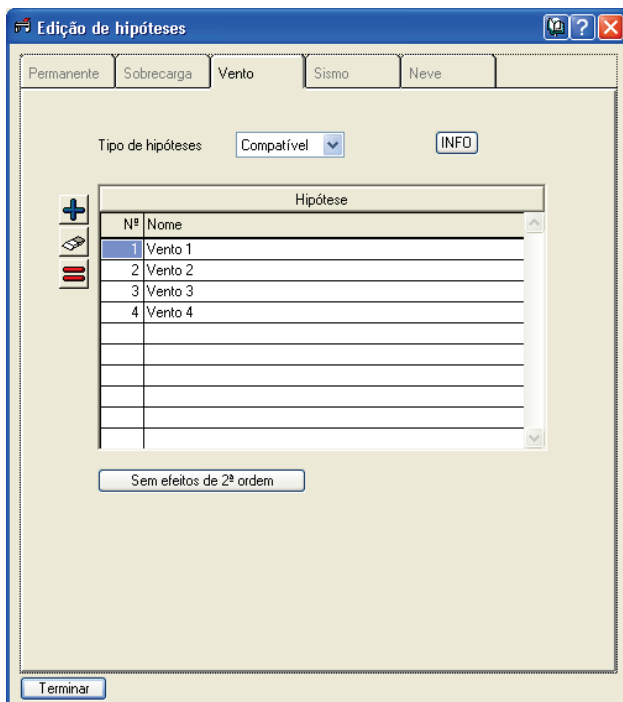 Edição de hipóteses
?
Permanente Sobrecarga Vento Sismo Neve
Tipo de hipóteses Compatível INFO
Hipótese
Nº Nome
1 Vento 1
2 Vento 2
3 Vento 3
4 Vento 4
Sem efeitos de 2ª ordem
Terminar